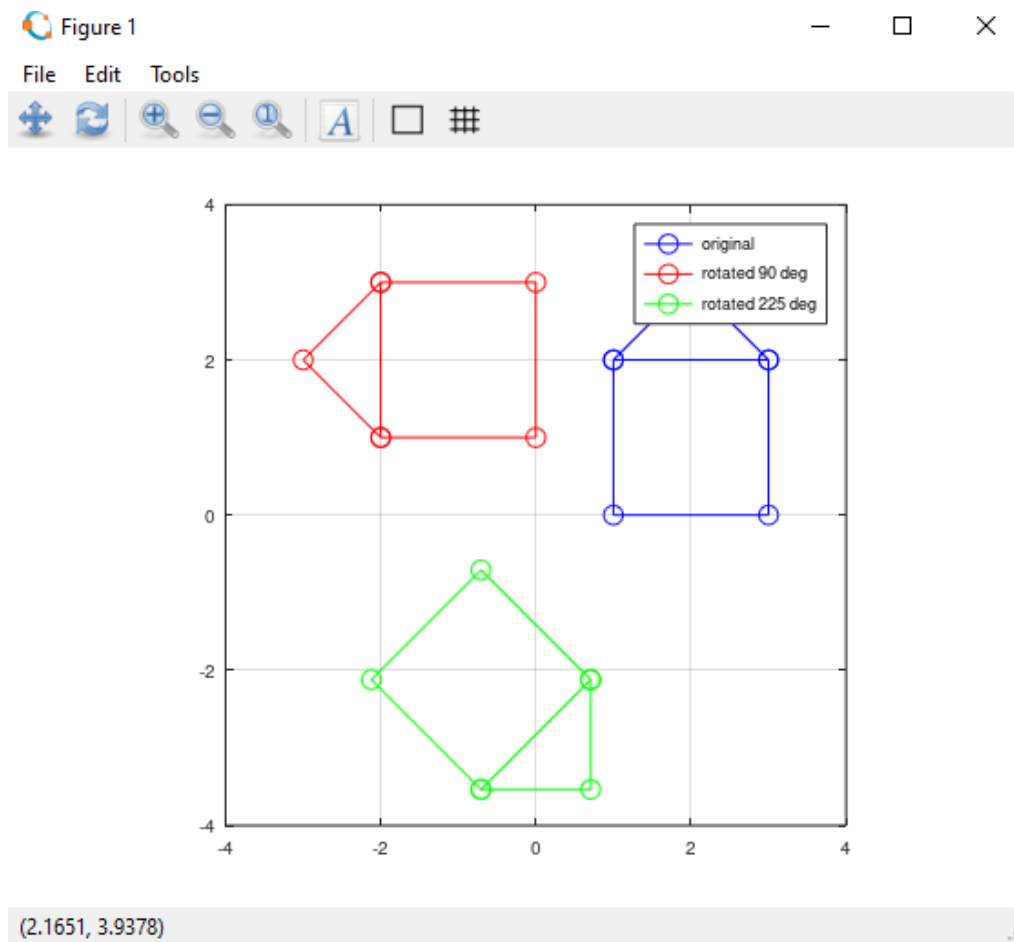 Figure 1
File Edit Tools
A
4
original
rotated 90 deg
rotated 225 deg
2
0
-2
-4
-4 -2 0 2 4
(2.1651, 3.9378)